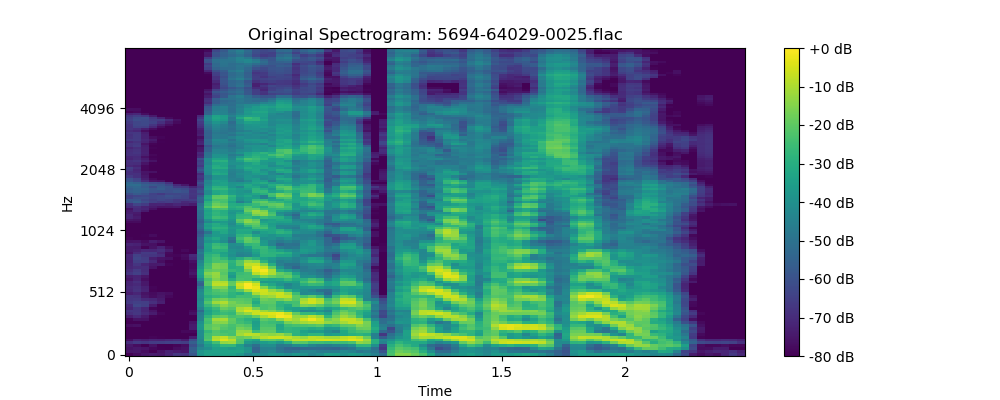 Original Spectrogram: 5694-64029-0025.flac
Hz
4096
2048
1024
512
0
0
0.5
1
1.5
2
Time
+0 dB
-10 dB
-20 dB
-30 dB
-40 dB
-50 dB
-60 dB
-70 dB
-80 dB